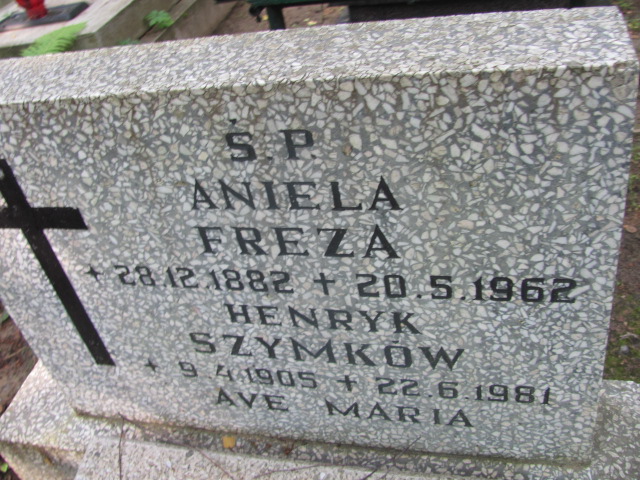 Ś.P.
ANIELA
FREZA
+28.12.1882 +20.5.1962
HENRYK
SZYMKÓW
+ 9.4.1905 + 22.6.1981
AVE MARIA